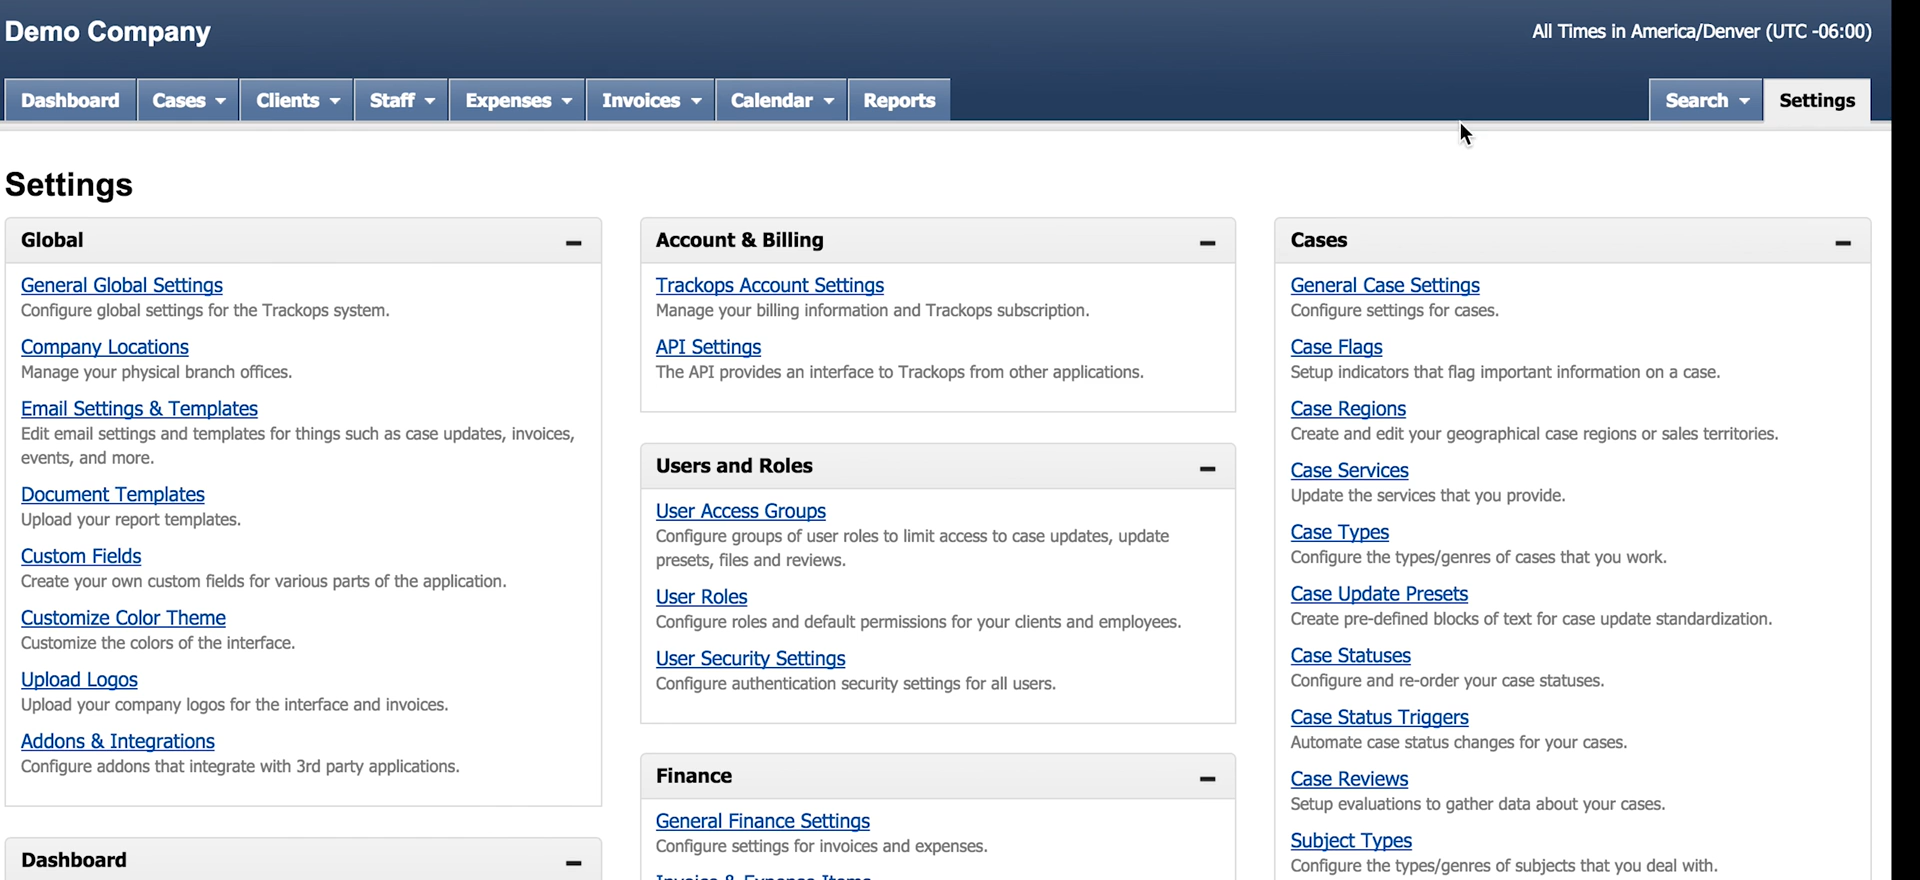 Demo Company
All Times in America/Denver (UTC -06:00)
Dashboard
Cases
Clients
Staff
Expenses
Invoices
Calendar
Reports
Search
Settings
Settings
Global
General Global Settings
Configure global settings for the Trackops system.
Company Locations
Manage your physical branch offices.
Email Settings & Templates
Edit email settings and templates for things such as case updates, invoices,
events, and more.
Document Templates
Upload your report templates.
Custom Fields
Create your own custom fields for various parts of the application.
Customize Color Theme
Customize the colors of the interface.
Upload Logos
Upload your company logos for the interface and invoices.
Addons & Integrations
Configure addons that integrate with 3rd party applications.
Dashboard
Account & Billing
Trackops Account Settings
Manage your billing information and Trackops subscription.
API Settings
The API provides an interface to Trackops from other applications.
Users and Roles
User Access Groups
Configure groups of user roles to limit access to case updates, update
presets, files and reviews.
User Roles
Configure roles and default permissions for your clients and employees.
User Security Settings
Configure authentication security settings for all users.
Finance
General Finance Settings
Configure settings for invoices and expenses.
Invoice & Expense Items
Cases
General Case Settings
Configure settings for cases.
Case Flags
Setup indicators that flag important information on a case.
Case Regions
Create and edit your geographical case regions or sales territories.
Case Services
Update the services that you provide.
Case Types
Configure the types/genres of cases that you work.
Case Update Presets
Create pre-defined blocks of text for case update standardization.
Case Statuses
Configure and re-order your case statuses.
Case Status Triggers
Automate case status changes for your cases.
Case Reviews
Setup evaluations to gather data about your cases.
Subject Types
Configure the types/genres of subjects that you deal with.